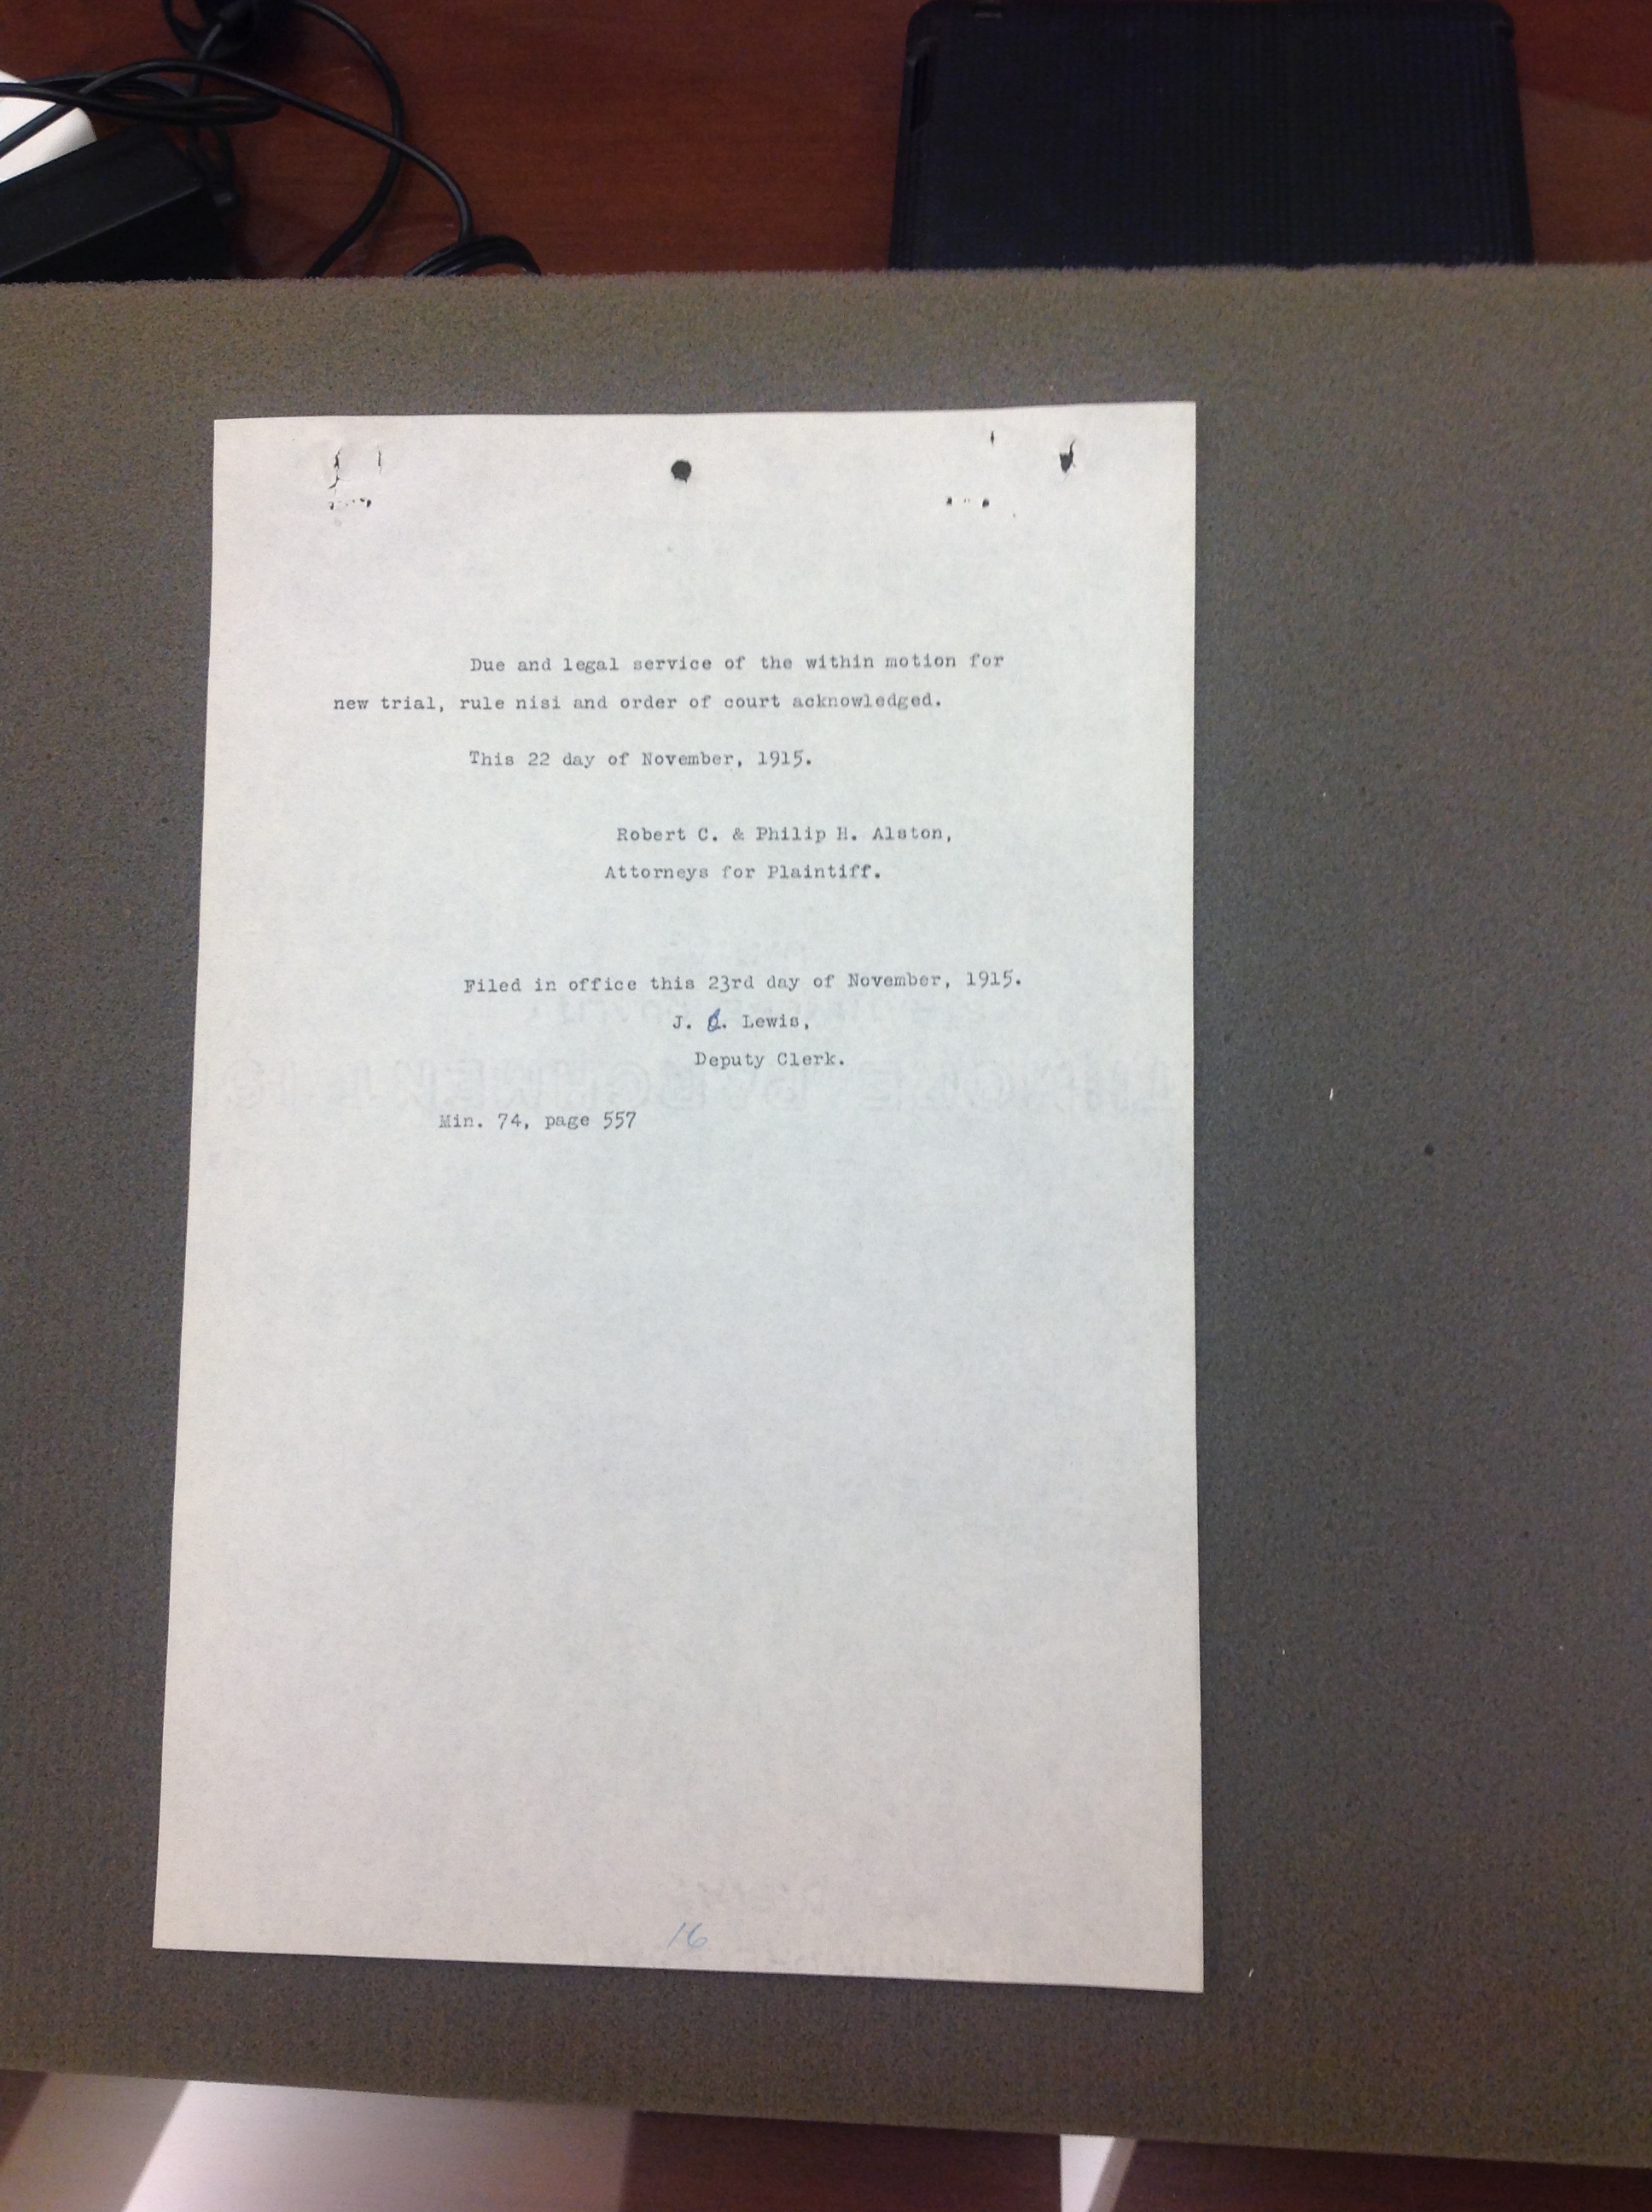 Due and legal service of the within motion for
new trial, rule nisi and order of court acknowledged.
This 22 day of November, 1915.
Robert C. & Philip H. Alston,
Attorneys for Plaintiff.
Filed in office this 23rd day of November, 1915.
J. Lewis,
Deputy Clerk.
Min. 74, page 557
16